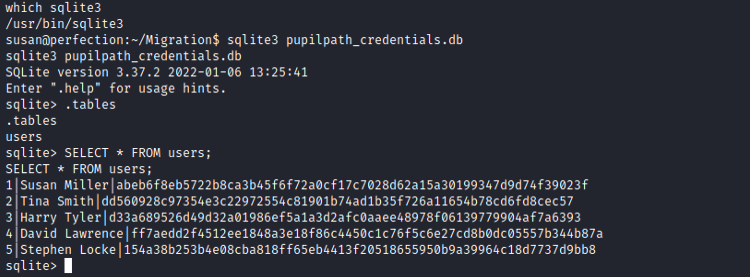 which sqlite3
/usr/bin/sqlite3
susan@perfection:~/Migration$ sqlite3 pupilpath_credentials.db
sqlite3 pupilpath_credentials.db
SQLite version 3.37.2 2022-01-06 13:25:41
Enter ".help" for usage hints.
sqlite> .tables
.tables
users
sqlite> SELECT * FROM users;
SELECT * FROM users;
1|Susan Miller|abeb6f8eb5722b8ca3b45f6f72a0cf17c7028d62a15a30199347d9d74f39023f
2|Tina Smith|dd560928c97354e3c22972554c81901b74ad1b35f726a11654b78cd6fd8cec57
3|Harry Tyler|d33a689526d49d32a01986ef5a1a3d2afc0aaee48978f06139779904af7a6393
4|David Lawrence|ff7aedd2f4512ee1848a3e18f86c4450c1c76f5c6e27cd8b0dc05557b344b87a
5|Stephen Locke|154a38b253b4e08cba818ff65eb4413f20518655950b9a39964c18d7737d9bb8
sqlite>